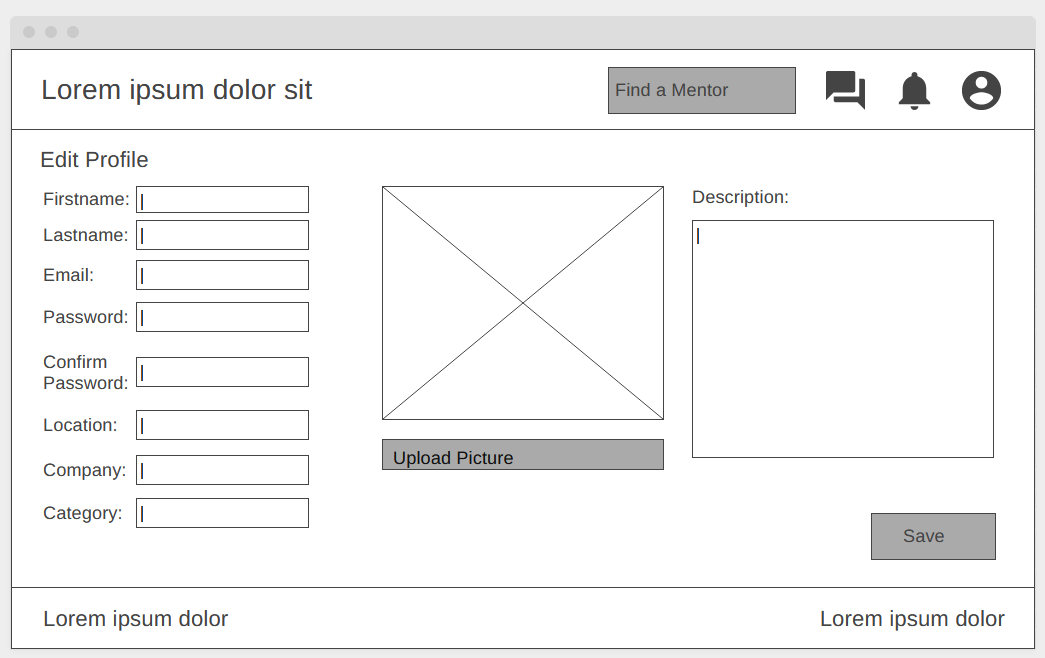 Lorem ipsum dolor sit
Find a Mentor
Edit Profile
Firstname:
Lastname:
Email:
Password:
Confirm
Password:
Location:
Company:
Category:
Upload Picture
Description:
Save
Lorem ipsum dolor
Lorem ipsum dolor